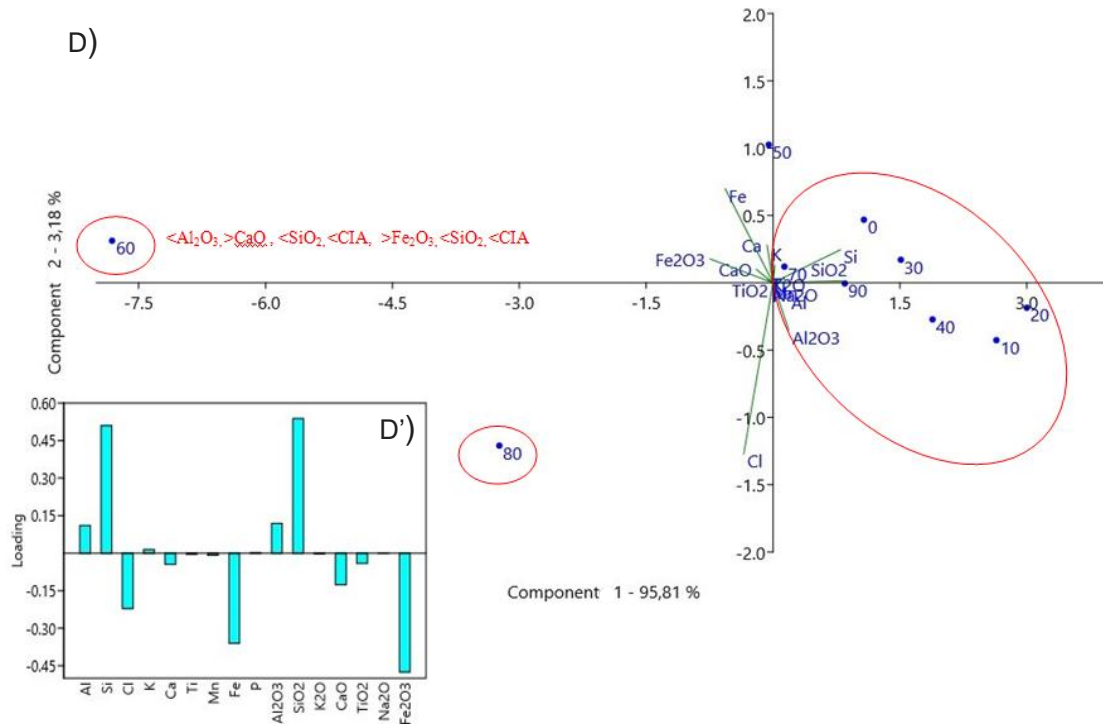 D)
2.0
1.5
1.0
50
0.5
Fe
0
Component 2 - 3,18 %
60
<Al₂O₃, >CaO , <SiO₂, <CIA, >Fe₂O₃, <SiO₂, <CIA
Ca
K
Si
Fe2O3
CaO
70
SiO2
30
-7.5
-6.0
-4.5
-3.0
-1.5
TiO2
Na2O
90
1.5
3.0
Al
40
20
-0.5
Al2O3
10
-1.0
Cl
80
-1.5
-2.0
Component 1 - 95,81 %
D’)
0.60
0.45
0.30
0.15
-0.15
-0.30
-0.45
Loading
Al
Si
Cl
K
Ca
Ti
Mn
Fe
P
Al2O3
SiO2
K2O
CaO
TiO2
Na2O
Fe2O3